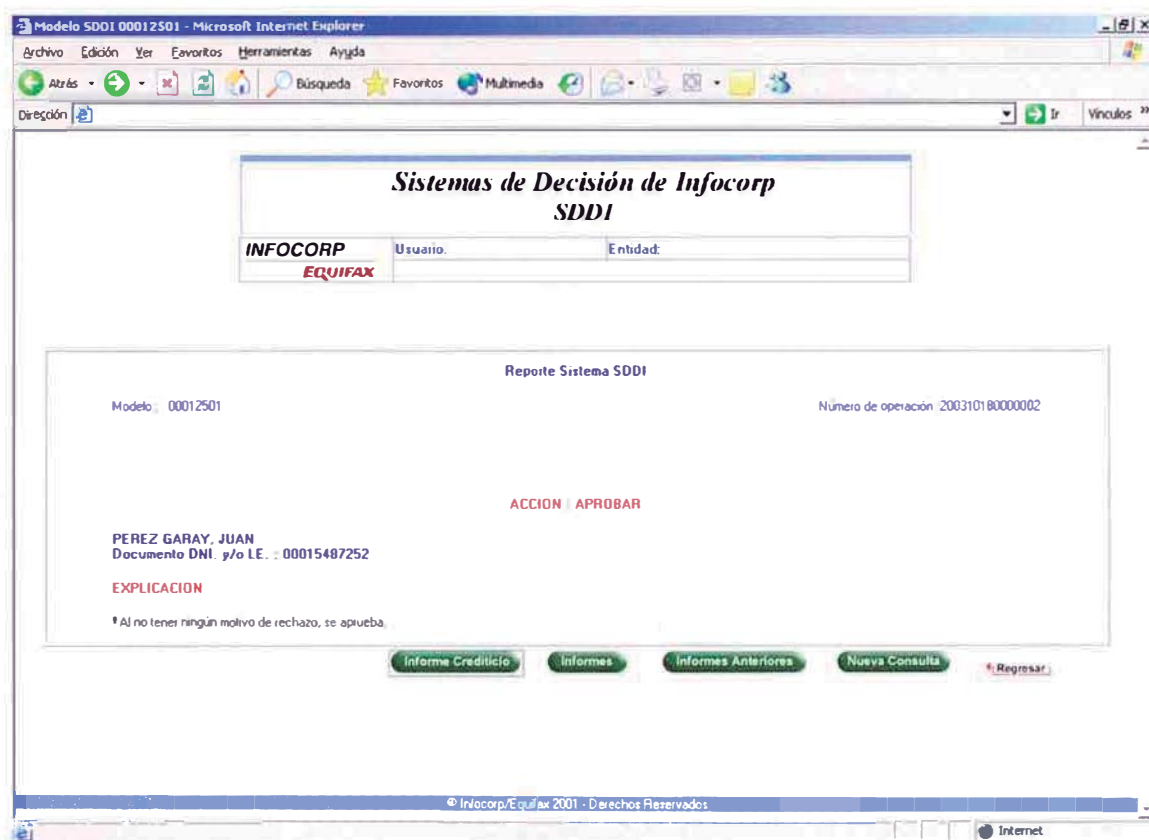 Modelo SDDI 00012501 - Microsoft Internet Explorer
Archivo Edición Ver Favoritos Herramientas Ayuda
Atrás Búsqueda Favoritos Multimedia
Dirección Ir Vínculos »
Sistemas de Decisión de Infocorp
SDDI
INFOCORP Usuario: Entidad:
EQUIFAX
Reporte Sistema SDDI
Modelo : 00012501 Número de operación 200310180000002
ACCION : APROBAR
PEREZ GARAY, JUAN
Documento DNI. y/o LE. : 00015487252
EXPLICACION
* Al no tener ningún motivo de rechazo, se aprueba.
Informe Crediticio Informes Informes Anteriores Nueva Consulta Regresar
© Infocorp/Equifax 2001 - Derechos Reservados
Internet